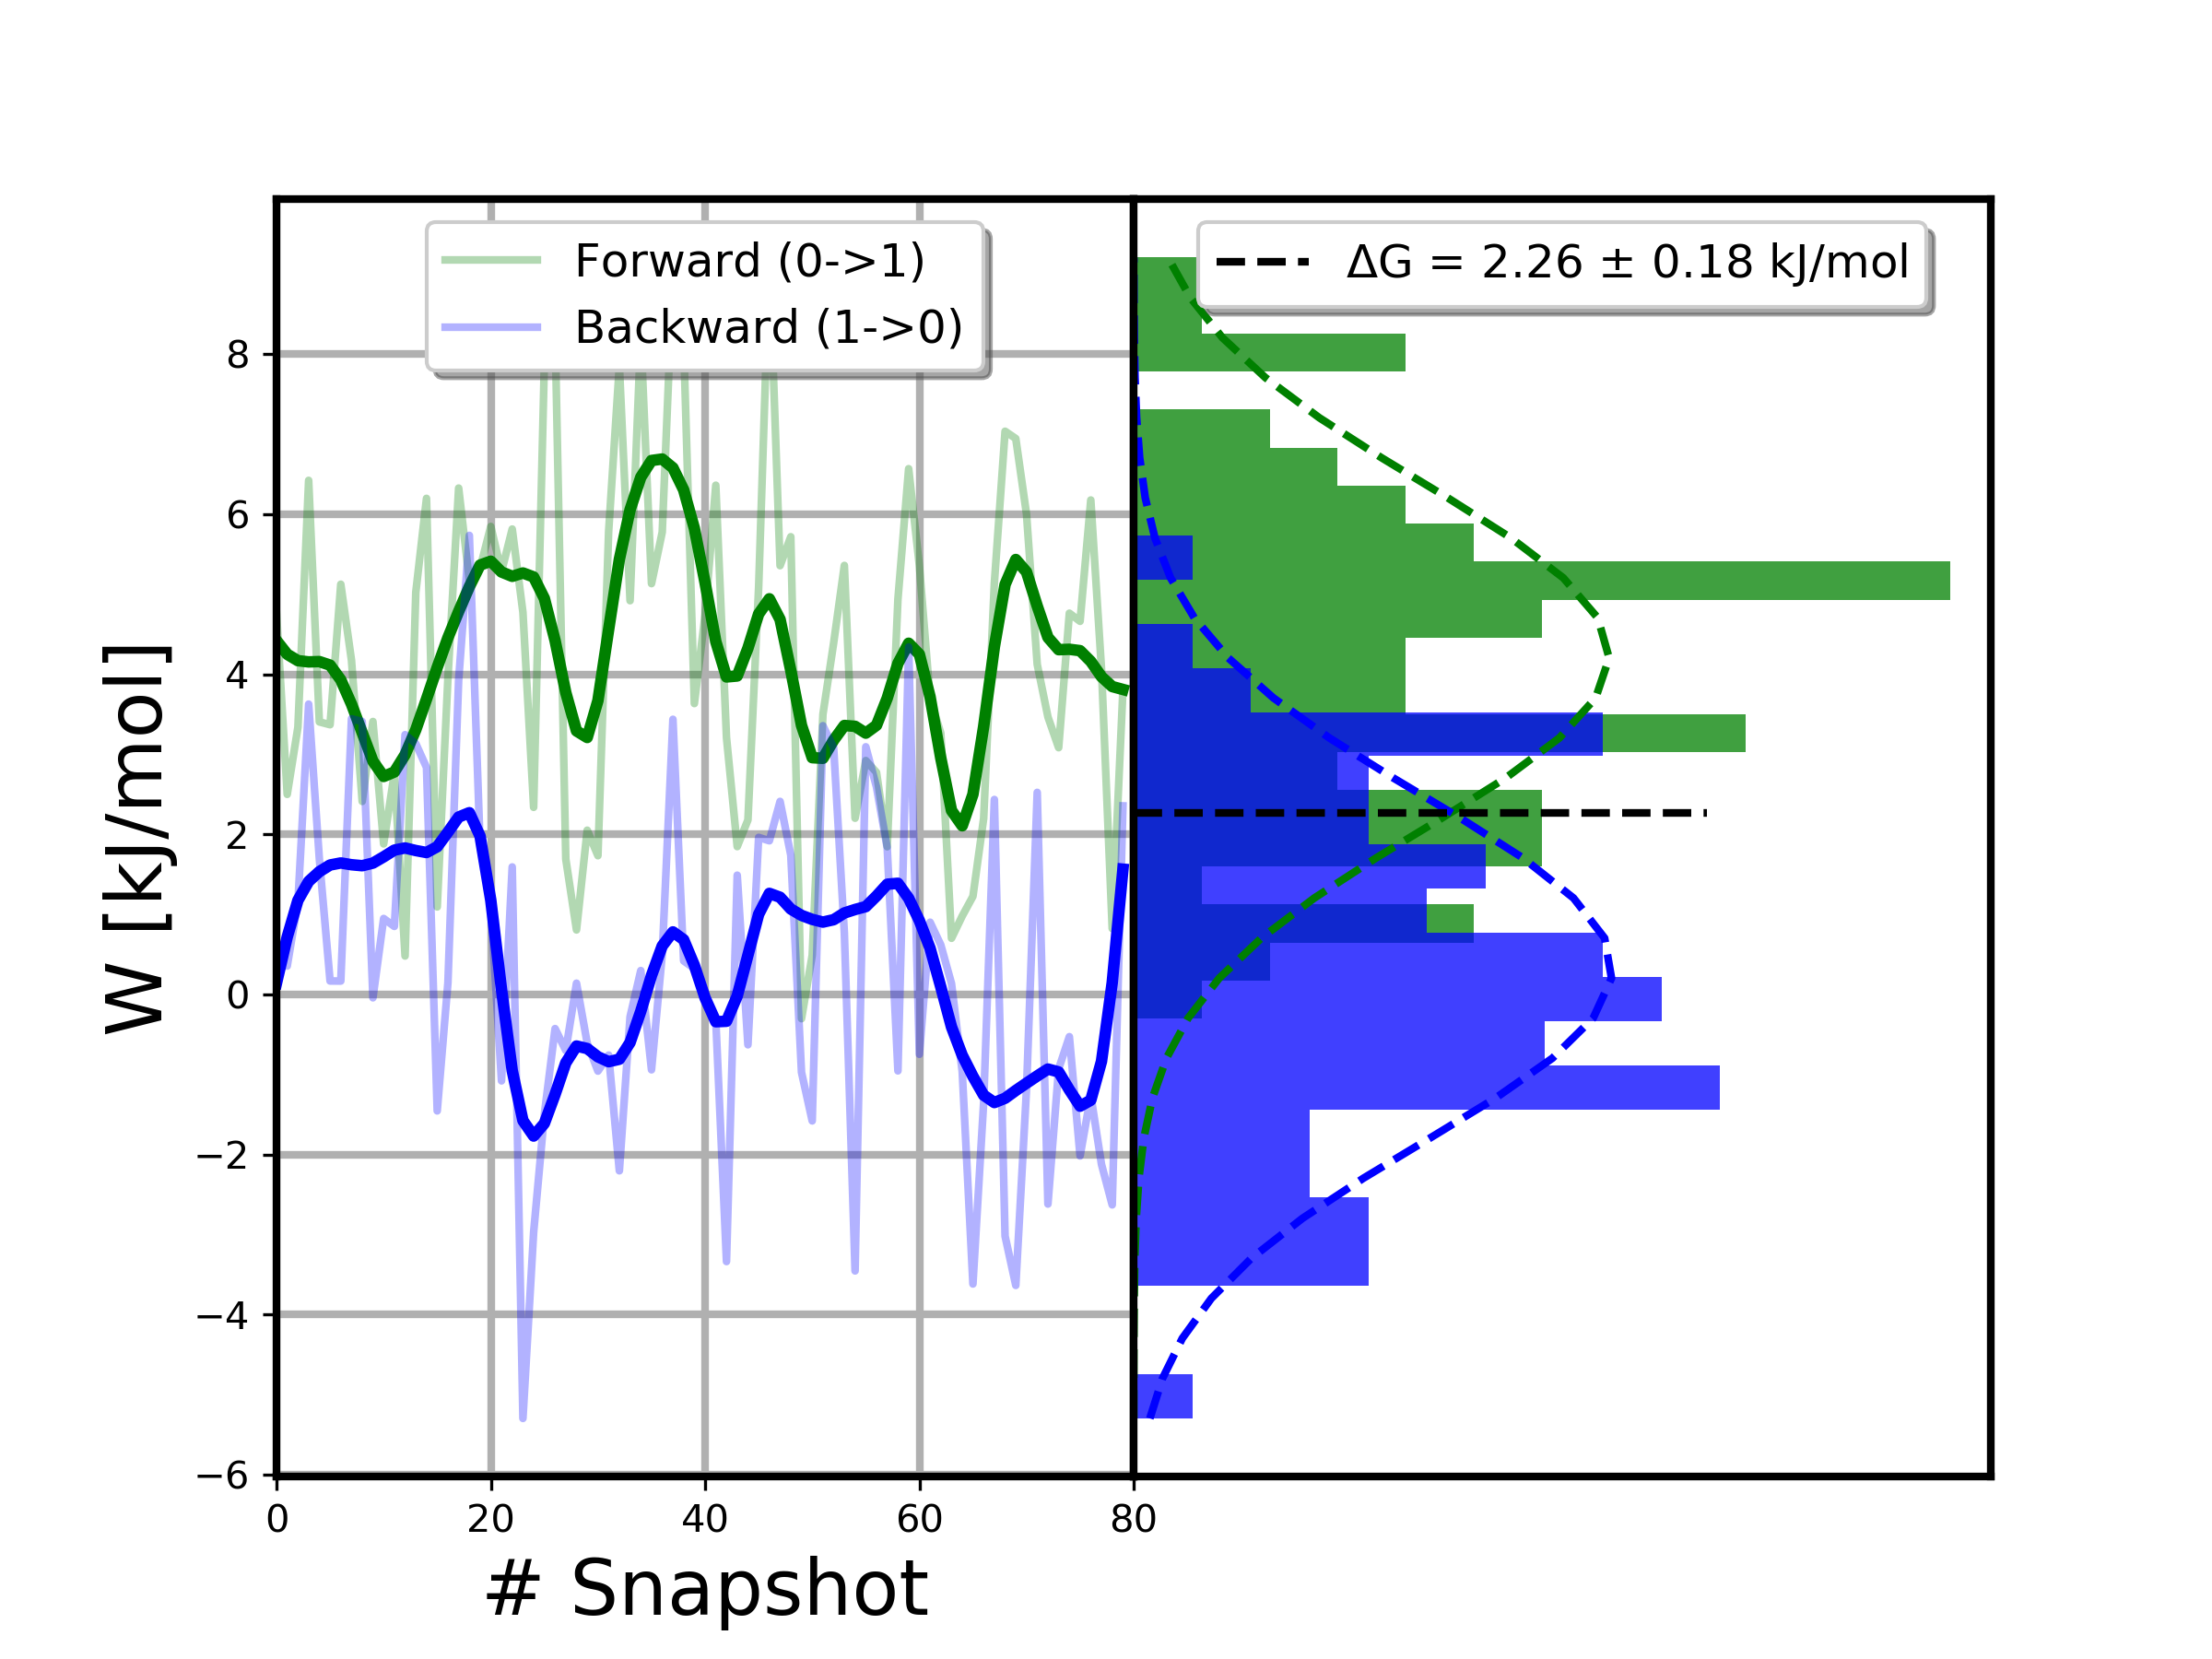 Forward (0->1)
Backward (1->0)
ΔG = 2.26 ± 0.18 kJ/mol
W [kJ/mol]
8
6
4
2
0
−2
−4
−6
0 20 40 60 80
# Snapshot